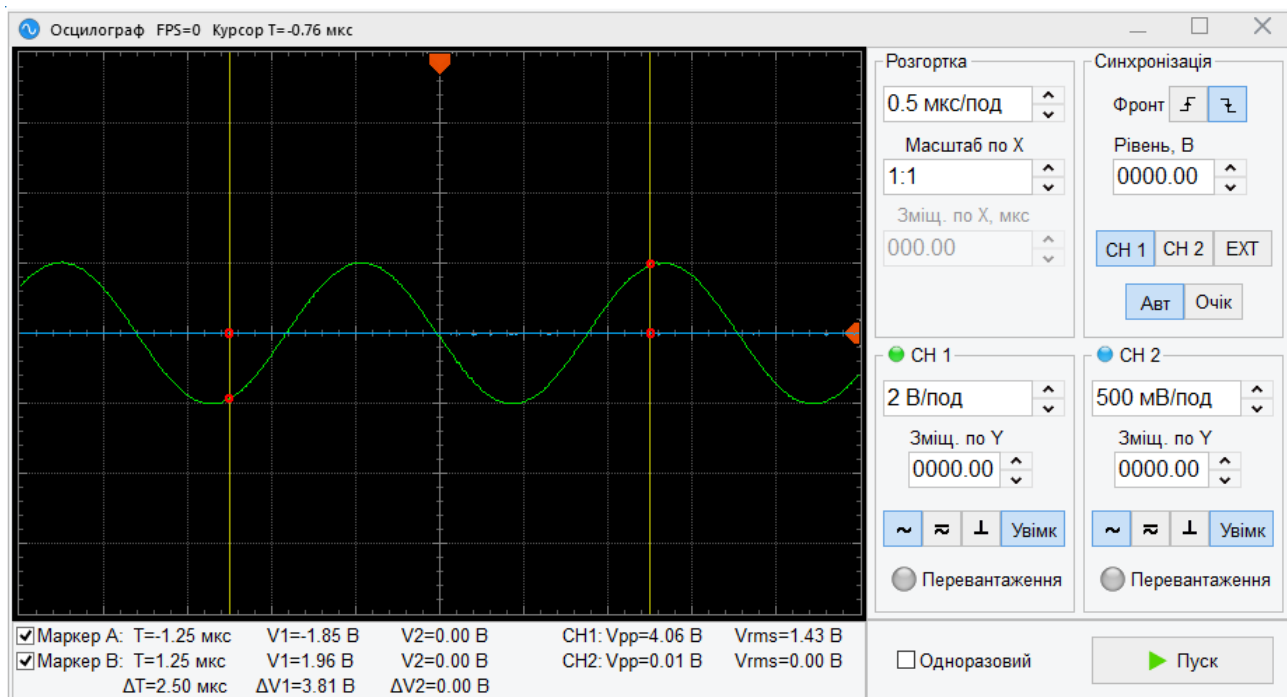 Осцилограф FPS=0 Курсор T=-0.76 мкс
Розгортка
0.5 мкс/под
Масштаб по X
1:1
Зміщ. по X, мкс
000.00
Синхронізація
Фронт
Рівень, В
0000.00
CH 1 CH 2 EXT
Авт Очік
CH 1
2 В/под
Зміщ. по Y
0000.00
~ ≂ ⊥ Увімк
Перевантаження
CH 2
500 мВ/под
Зміщ. по Y
0000.00
~ ≂ ⊥ Увімк
Перевантаження
Маркер А: T=-1.25 мкс V1=-1.85 В V2=0.00 В CH1: Vpp=4.06 В Vrms=1.43 В
Маркер В: T=1.25 мкс V1=1.96 В V2=0.00 В CH2: Vpp=0.01 В Vrms=0.00 В
ΔT=2.50 мкс ΔV1=3.81 В ΔV2=0.00 В
Одноразовий
Пуск